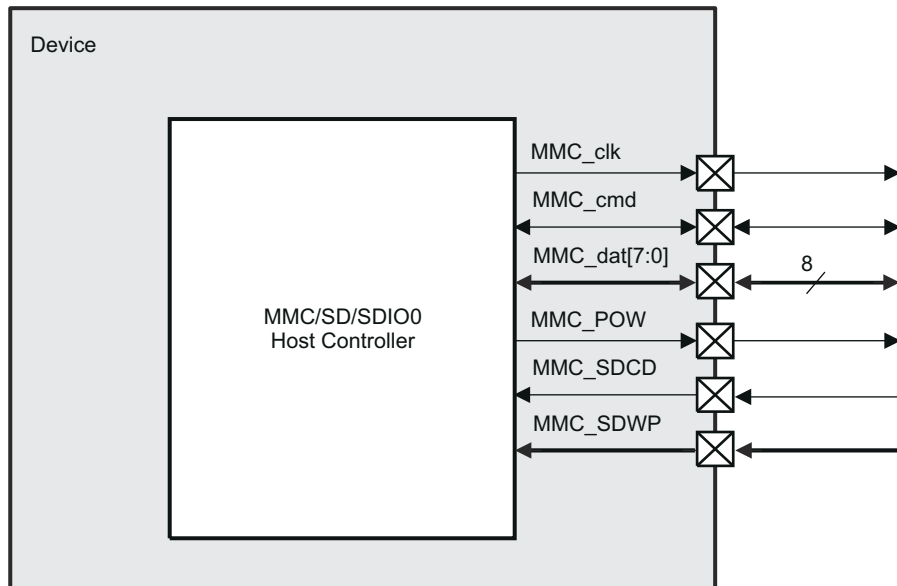 Device
MMC_clk
MMC_cmd
MMC_dat[7:0]
8
MMC/SD/SDIO0
Host Controller
MMC_POW
MMC_SDCD
MMC_SDWP